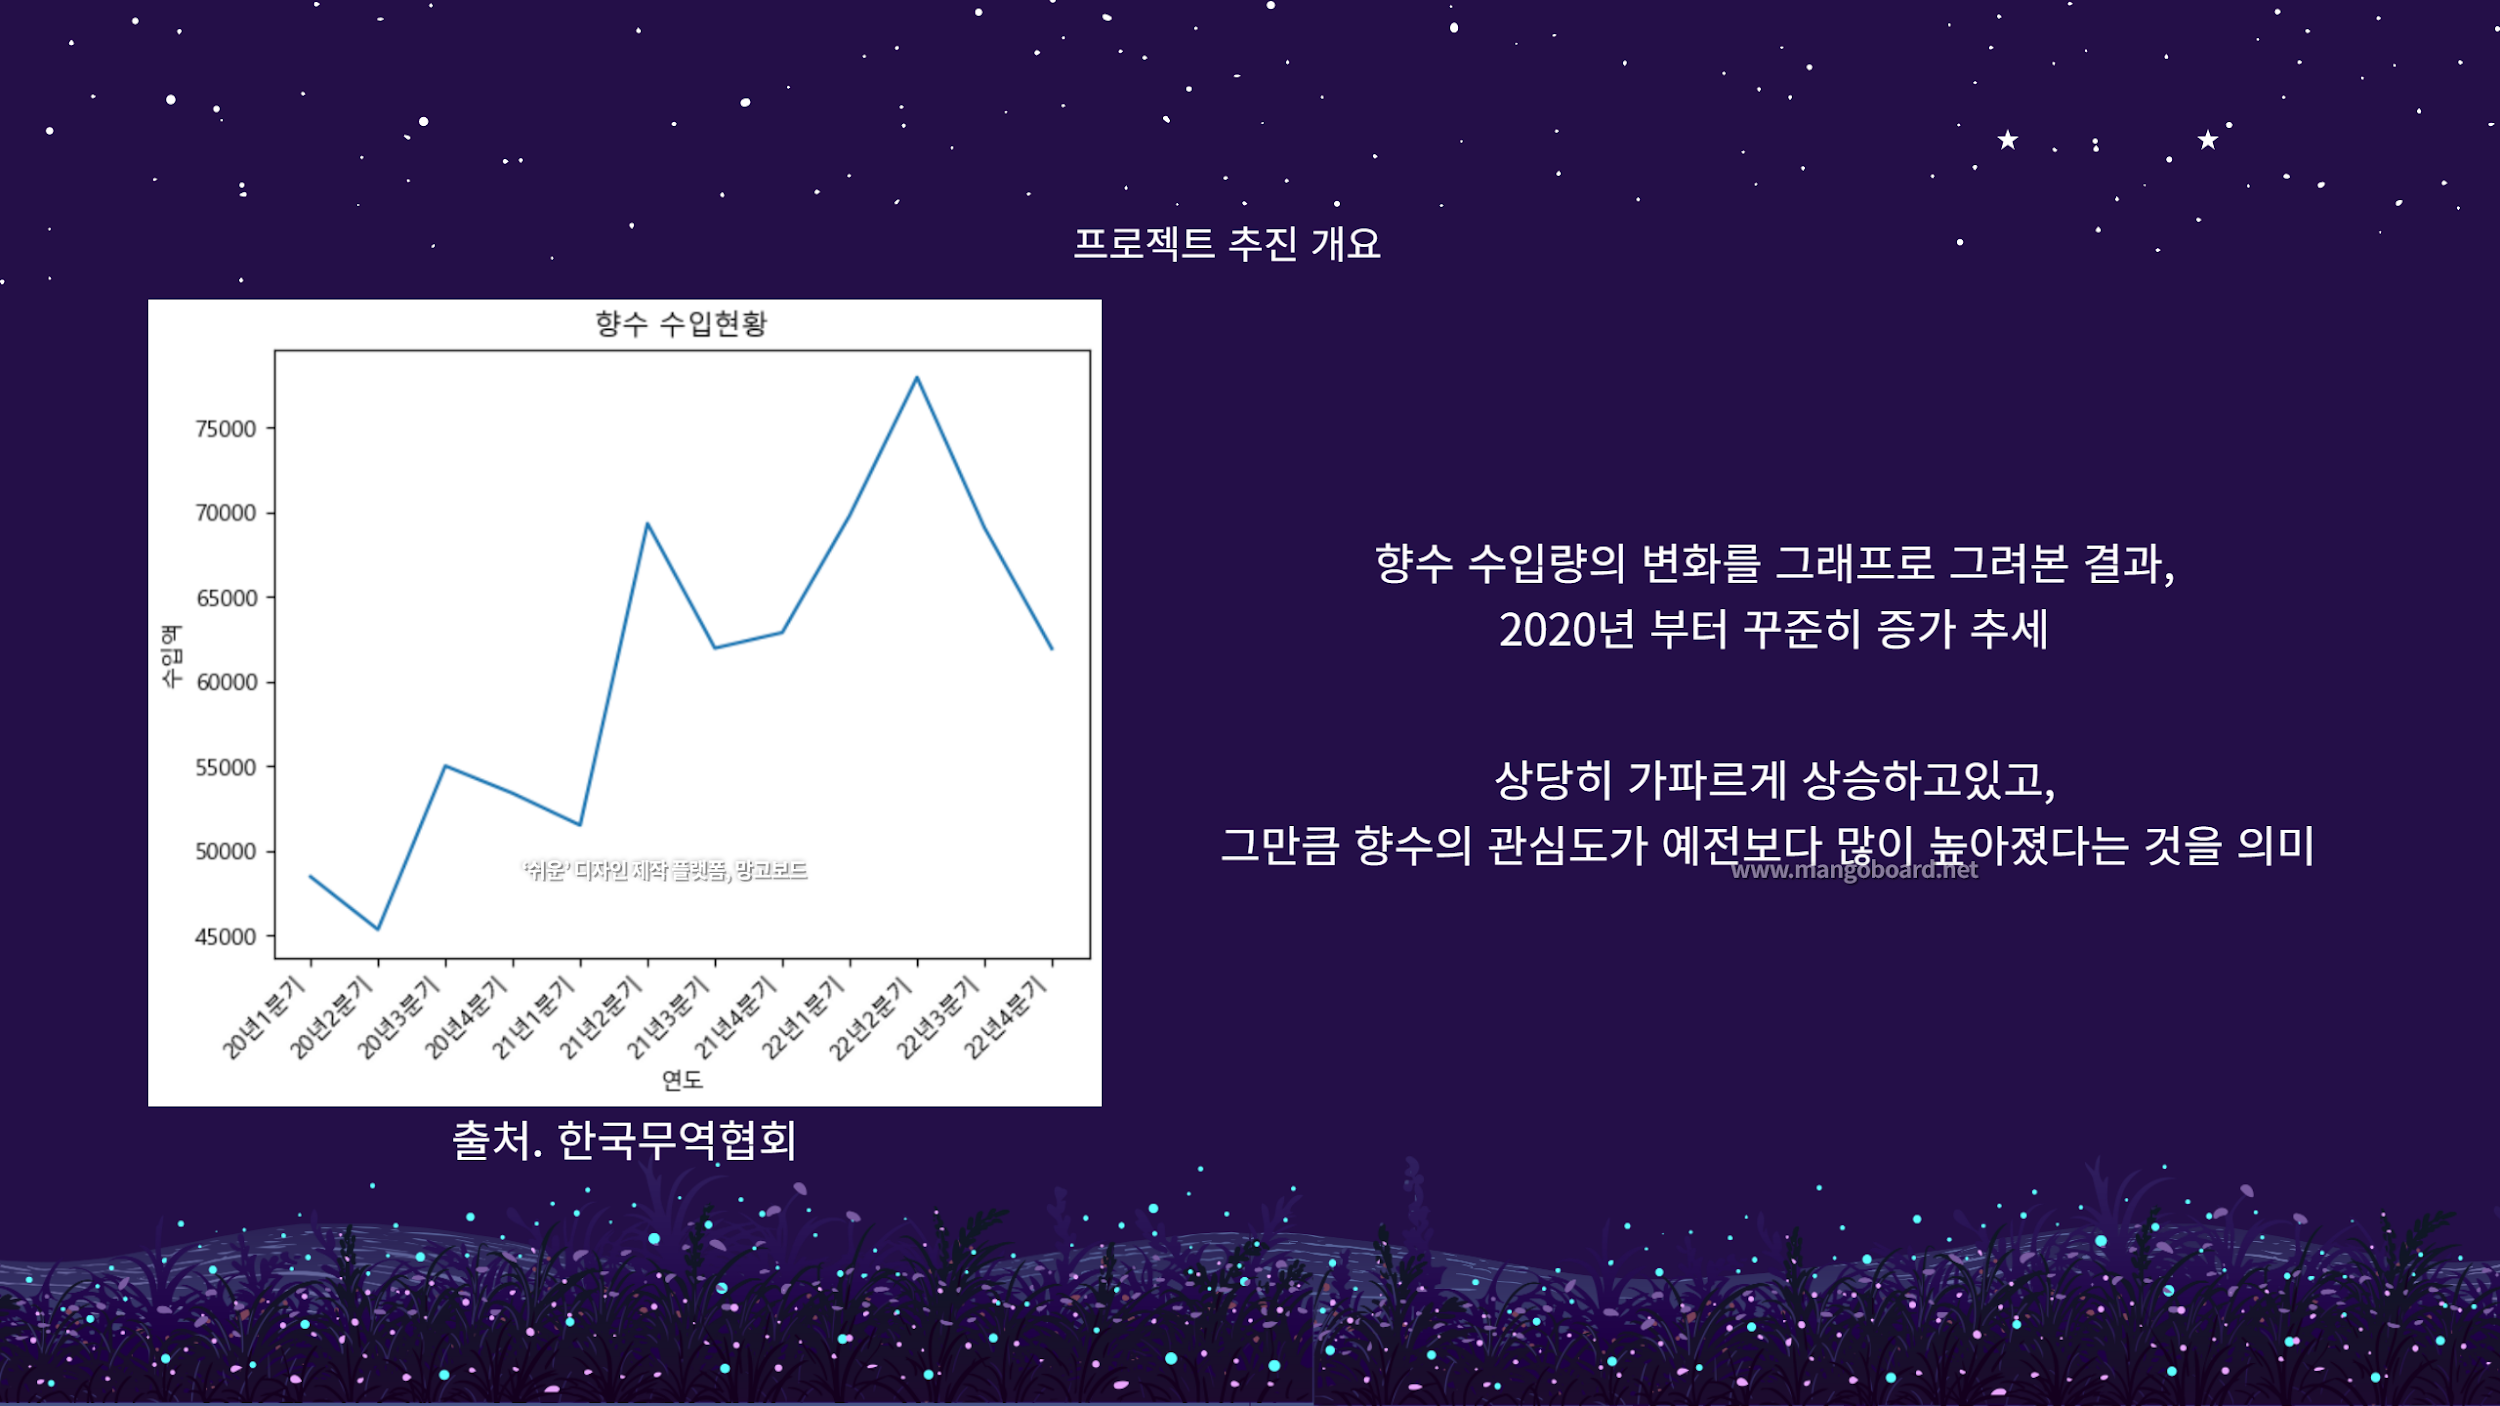 프로젝트 추진 개요
향수 수입현황
75000
70000
65000
60000
55000
50000
45000
수입액
20년1분기
20년2분기
20년3분기
20년4분기
21년1분기
21년2분기
21년3분기
21년4분기
22년1분기
22년2분기
22년3분기
22년4분기
연도
'쉬운' 디자인 제작 플랫폼, 망고보드
출처. 한국무역협회
향수 수입량의 변화를 그래프로 그려본 결과,
2020년 부터 꾸준히 증가 추세
상당히 가파르게 상승하고있고,
그만큼 향수의 관심도가 예전보다 많이 높아졌다는 것을 의미
www.mangoboard.net